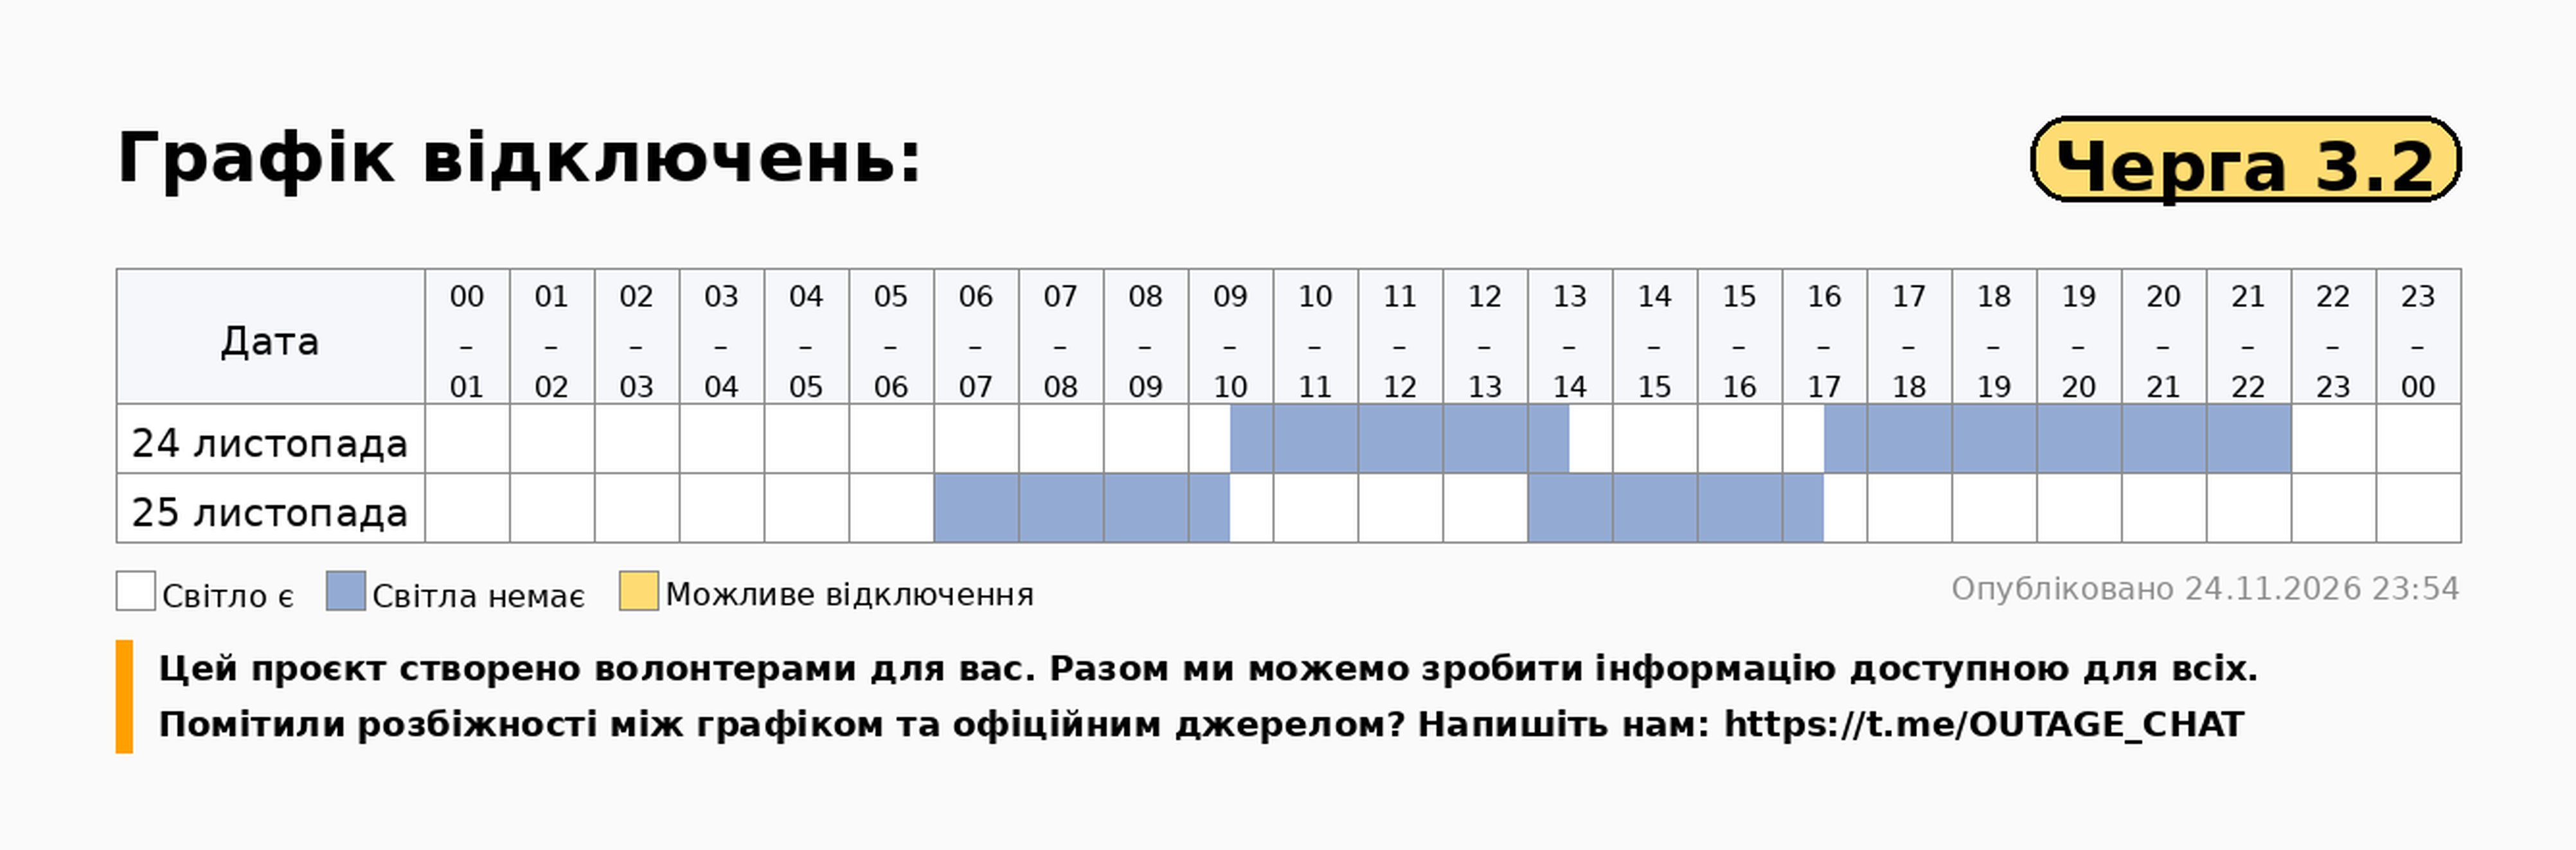 Графік відключень:
Черга 3.2
Дата 00 – 01 01 – 02 02 – 03 03 – 04 04 – 05 05 – 06 06 – 07 07 – 08 08 – 09 09 – 10 10 – 11 11 – 12 12 – 13 13 – 14 14 – 15 15 – 16 16 – 17 17 – 18 18 – 19 19 – 20 20 – 21 21 – 22 22 – 23 23 – 00
24 листопада
25 листопада
Світло є Світла немає Можливе відключення
Опубліковано 24.11.2026 23:54
Цей проєкт створено волонтерами для вас. Разом ми можемо зробити інформацію доступною для всіх.
Помітили розбіжності між графіком та офіційним джерелом? Напишіть нам: https://t.me/OUTAGE_CHAT